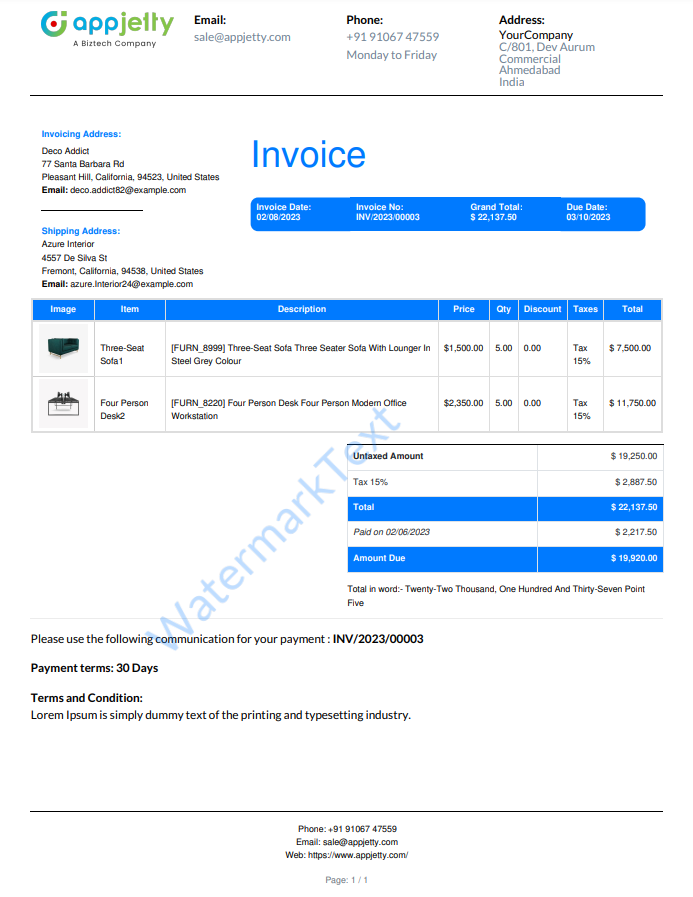 appjetty
A Biztech Company
Email:
sale@appjetty.com
Phone:
+91 91067 47559
Monday to Friday
Address:
YourCompany
C/801, Dev Aurum
Commercial
Ahmedabad
India
Invoicing Address:
Deco Addict
77 Santa Barbara Rd
Pleasant Hill, California, 94523, United States
Email: deco.addict82@example.com
Shipping Address:
Azure Interior
4557 De Silva St
Fremont, California, 94538, United States
Email: azure.Interior24@example.com
Invoice
Invoice Date: Invoice No: Grand Total: Due Date:
02/08/2023 INV/2023/00003 $ 22,137.50 03/10/2023
Image Item Description Price Qty Discount Taxes Total
Three-Seat Sofa1 [FURN_8999] Three-Seat Sofa Three Seater Sofa With Lounger In Steel Grey Colour $1,500.00 5.00 0.00 Tax 15% $ 7,500.00
Four Person Desk2 [FURN_8220] Four Person Desk Four Person Modern Office Workstation $2,350.00 5.00 0.00 Tax 15% $ 11,750.00
Untaxed Amount $ 19,250.00
Tax 15% $ 2,887.50
Total $ 22,137.50
Paid on 02/06/2023 $ 2,217.50
Amount Due $ 19,920.00
Total in word:- Twenty-Two Thousand, One Hundred And Thirty-Seven Point
Five
WatermarkText
Please use the following communication for your payment : INV/2023/00003
Payment terms: 30 Days
Terms and Condition:
Lorem Ipsum is simply dummy text of the printing and typesetting industry.
Phone: +91 91067 47559
Email: sale@appjetty.com
Web: https://www.appjetty.com/
Page: 1 / 1